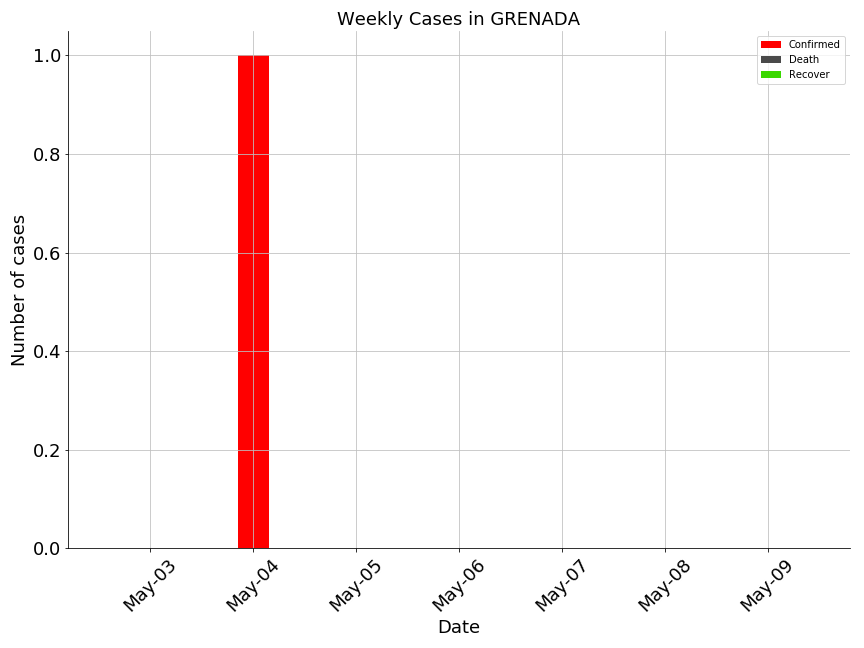 Weekly Cases in GRENADA
Confirmed
Death
Recover
1.0
0.8
0.6
0.4
0.2
0.0
Number of cases
May-03
May-04
May-05
May-06
May-07
May-08
May-09
Date